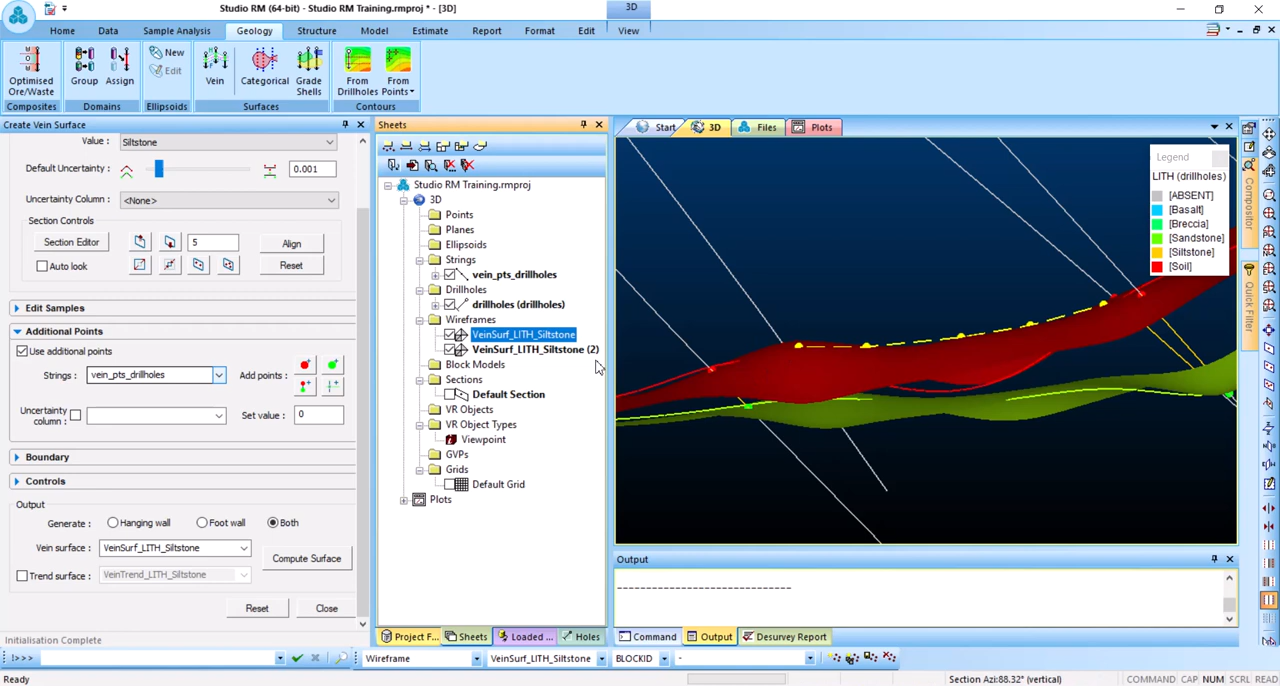 Studio RM (64-bit) - Studio RM Training.rmproj * - [3D]
3D
Home Data Sample Analysis Geology Structure Model Estimate Report Format Edit View
Optimised Ore/Waste
Group
Assign
New
Edit
Vein
Categorical
Grade Shells
From Drillholes
From Points
Composites Domains Ellipsoids Surfaces Contours
Create Vein Surface
Value : Siltstone
Default Uncertainty : 0.001
Uncertainty Column : <None>
Section Controls
Section Editor 5 Align
Auto look Reset
Edit Samples
Additional Points
Use additional points
Strings : vein_pts_drillholes Add points :
Uncertainty column : Set value : 0
Boundary
Controls
Output
Generate : Hanging wall Foot wall Both
Vein surface : VeinSurf_LITH_Siltstone Compute Surface
Trend surface : VeinTrend_LITH_Siltstone
Reset Close
Initialisation Complete
Sheets
Studio RM Training.rmproj
3D
Points
Planes
Ellipsoids
Strings
vein_pts_drillholes
Drillholes
drillholes (drillholes)
Wireframes
VeinSurf_LITH_Siltstone
VeinSurf_LITH_Siltstone (2)
Block Models
Sections
Default Section
VR Objects
VR Object Types
Viewpoint
GVPs
Grids
Default Grid
Plots
Project F... Sheets Loaded ... Holes
Start 3D Files Plots
Legend
LITH (drillholes)
[ABSENT]
[Basalt]
[Breccia]
[Sandstone]
[Siltstone]
[Soil]
Compositor
Quick Filter
Output
------------------------------
Command Output Desurvey Report
!>>> Wireframe VeinSurf_LITH_Siltstone BLOCKID -
Ready Section Azi:88.32° (vertical) COMMAND CAP NUM SCRL READ